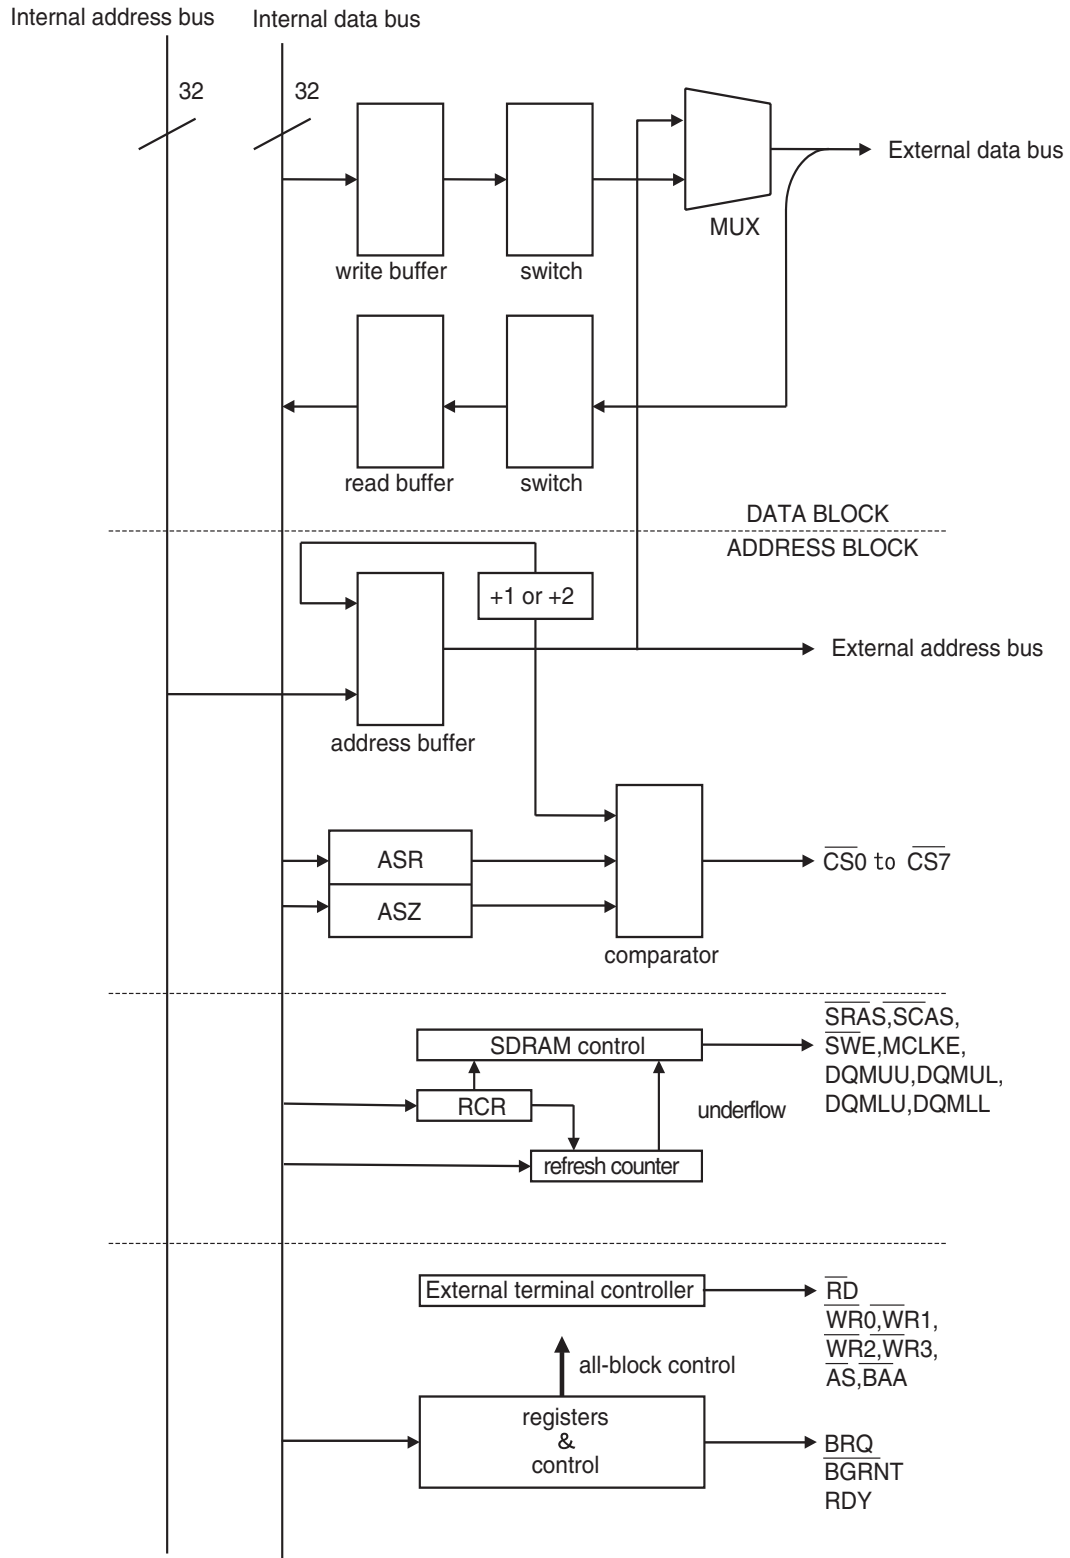 Internal address bus
Internal data bus
32
32
External data bus
MUX
write buffer
switch
read buffer
switch
DATA BLOCK
ADDRESS BLOCK
+1 or +2
External address bus
address buffer
ASR
CS0 to CS7
ASZ
comparator
SRAS,SCAS,
SDRAM control
SWE,MCLKE,
DQMUU,DQMUL,
RCR
underflow
DQMLU,DQMLL
refresh counter
External terminal controller
RD
WR0,WR1,
WR2,WR3,
all-block control
AS,BAA
registers
&
control
BRQ
BGRNT
RDY